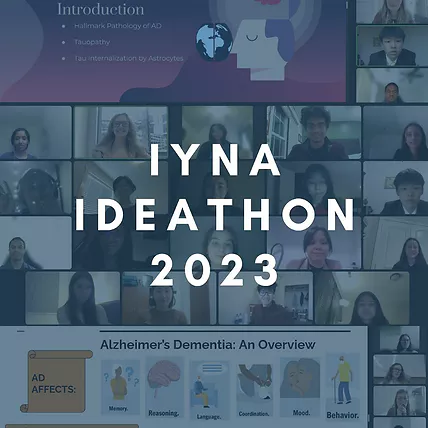 Introduction
Hallmark Pathology of AD
Tauopathy
Tau Internalization by Astrocytes
IYNA
IDEATHON
2023
Alzheimer's Dementia: An Overview
AD
AFFECTS:
Memory. Reasoning. Language. Coordination. Mood. Behavior.